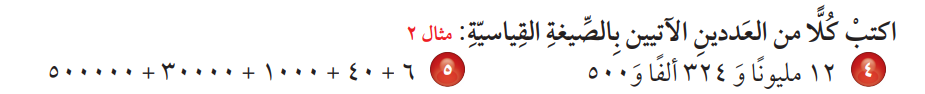 اكتبْ كُلًّا من العَددينِ الآتيين بِالصِّيغةِ القِياسيّةِ: مثال ٢
٤ ١٢ مليونًا وَ ٣٢٤ ألفًا وَ ٥٠٠ ٥ ٦ + ٤٠ + ١٠٠٠ + ٣٠٠٠٠ + ٥٠٠٠٠٠